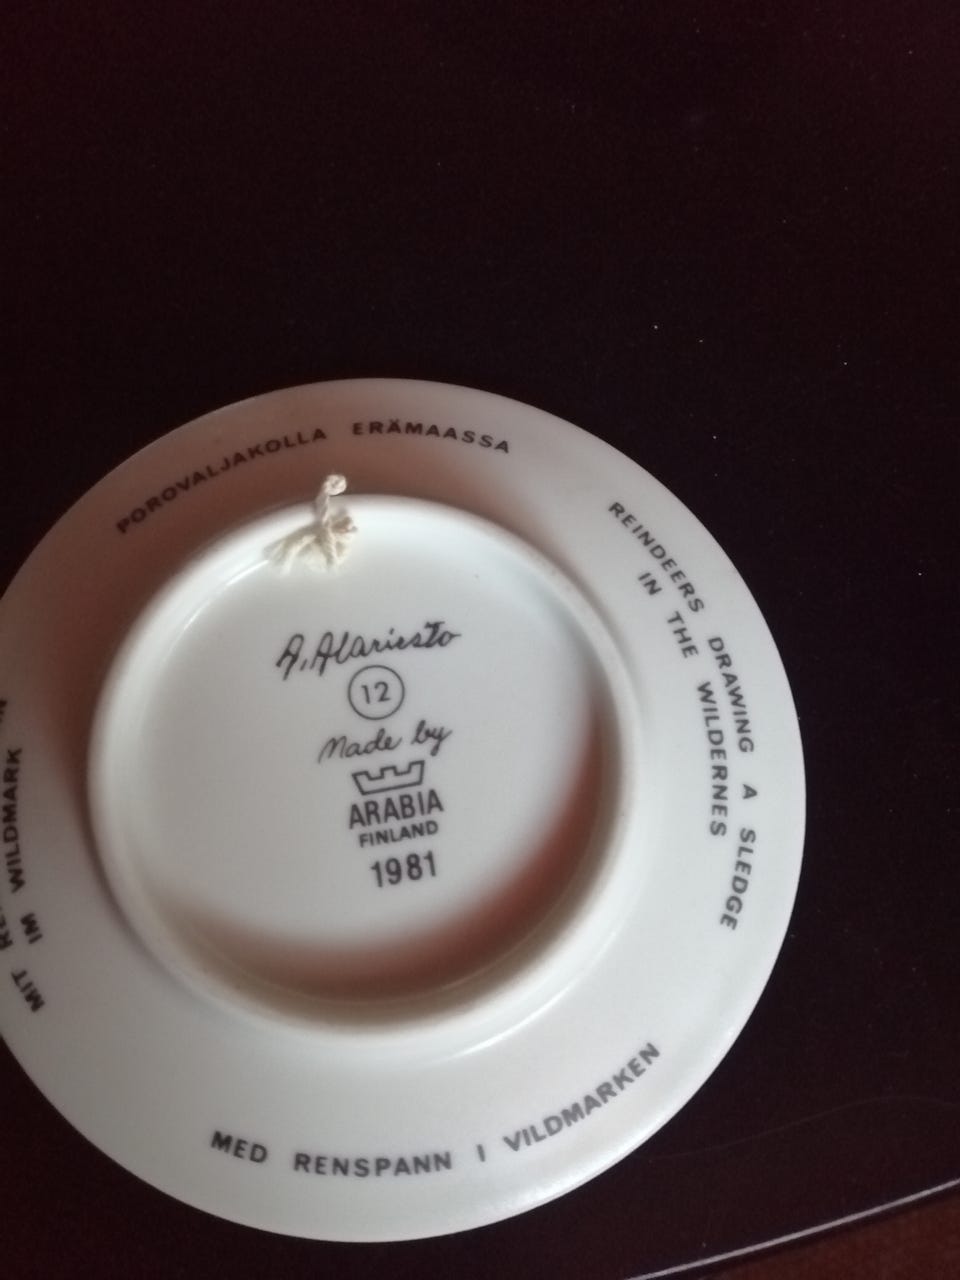 POROVALJAKOLLA ERÄMAASSA
REINDEERS DRAWING A SLEDGE
IN THE WILDERNES
A. Alariesto
12
Made by
ARABIA
FINLAND
1981
MED RENSPANN I VILDMARKEN
MIT
IM WILDMARK